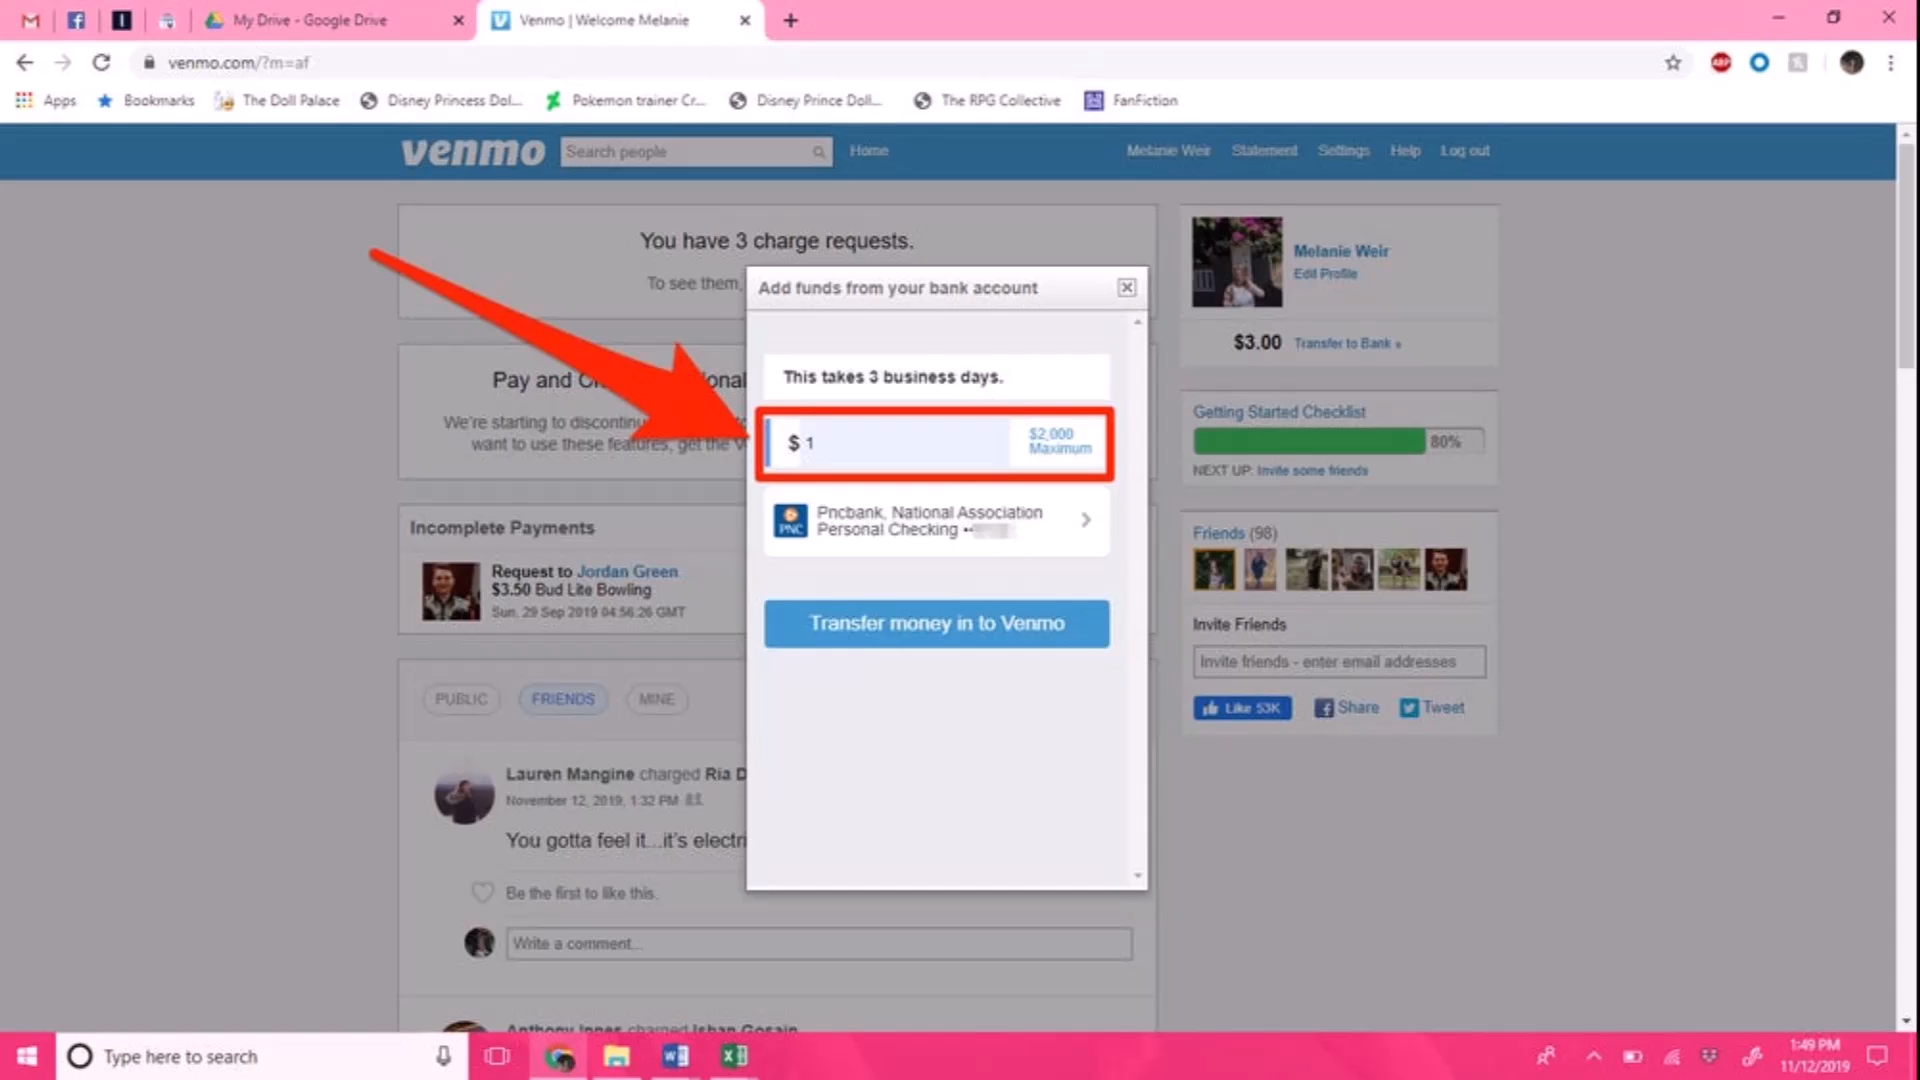 My Drive - Google Drive
Venmo | Welcome Melanie
venmo.com/?m=af
ABP
Apps
Bookmarks
The Doll Palace
Disney Princess Dol...
Pokemon trainer Cr...
Disney Prince Doll...
The RPG Collective
FanFiction
venmo
Search people
Home
Melanie Weir
Statement
Settings
Help
Log out
You have 3 charge requests.
To see them,
Pay and
We're starting to discontinu
want to use these features, get the V
Incomplete Payments
Request to Jordan Green
$3.50 Bud Lite Bowling
Sun. 29 Sep 2019 04:56:26 GMT
PUBLIC
FRIENDS
MINE
Lauren Mangine charged Ria D
November 12, 2019, 1:32 PM
You gotta feel it...it's electri
Be the first to like this.
Write a comment...
Anthony Innes charged Ishan Gosain
Add funds from your bank account
This takes 3 business days.
$ 1
$2,000
Maximum
PNC
Pncbank, National Association
Personal Checking ••
Transfer money in to Venmo
Melanie Weir
Edit Profile
$3.00 Transfer to Bank »
Getting Started Checklist
80%
NEXT UP: Invite some friends
Friends (98)
Invite Friends
Invite friends - enter email addresses
Like 53K
Share
Tweet
Type here to search
1:49 PM
11/12/2019